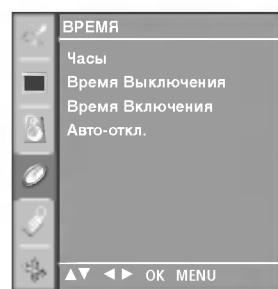 ВРЕМЯ
Часы
Время Выключения
Время Включения
Авто-откл.
▲▼ ◄► OK MENU